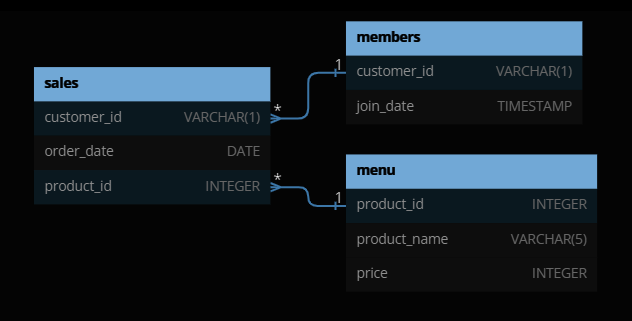 sales
customer_id VARCHAR(1)
order_date DATE
product_id INTEGER
*
1
*
1
members
customer_id VARCHAR(1)
join_date TIMESTAMP
menu
product_id INTEGER
product_name VARCHAR(5)
price INTEGER